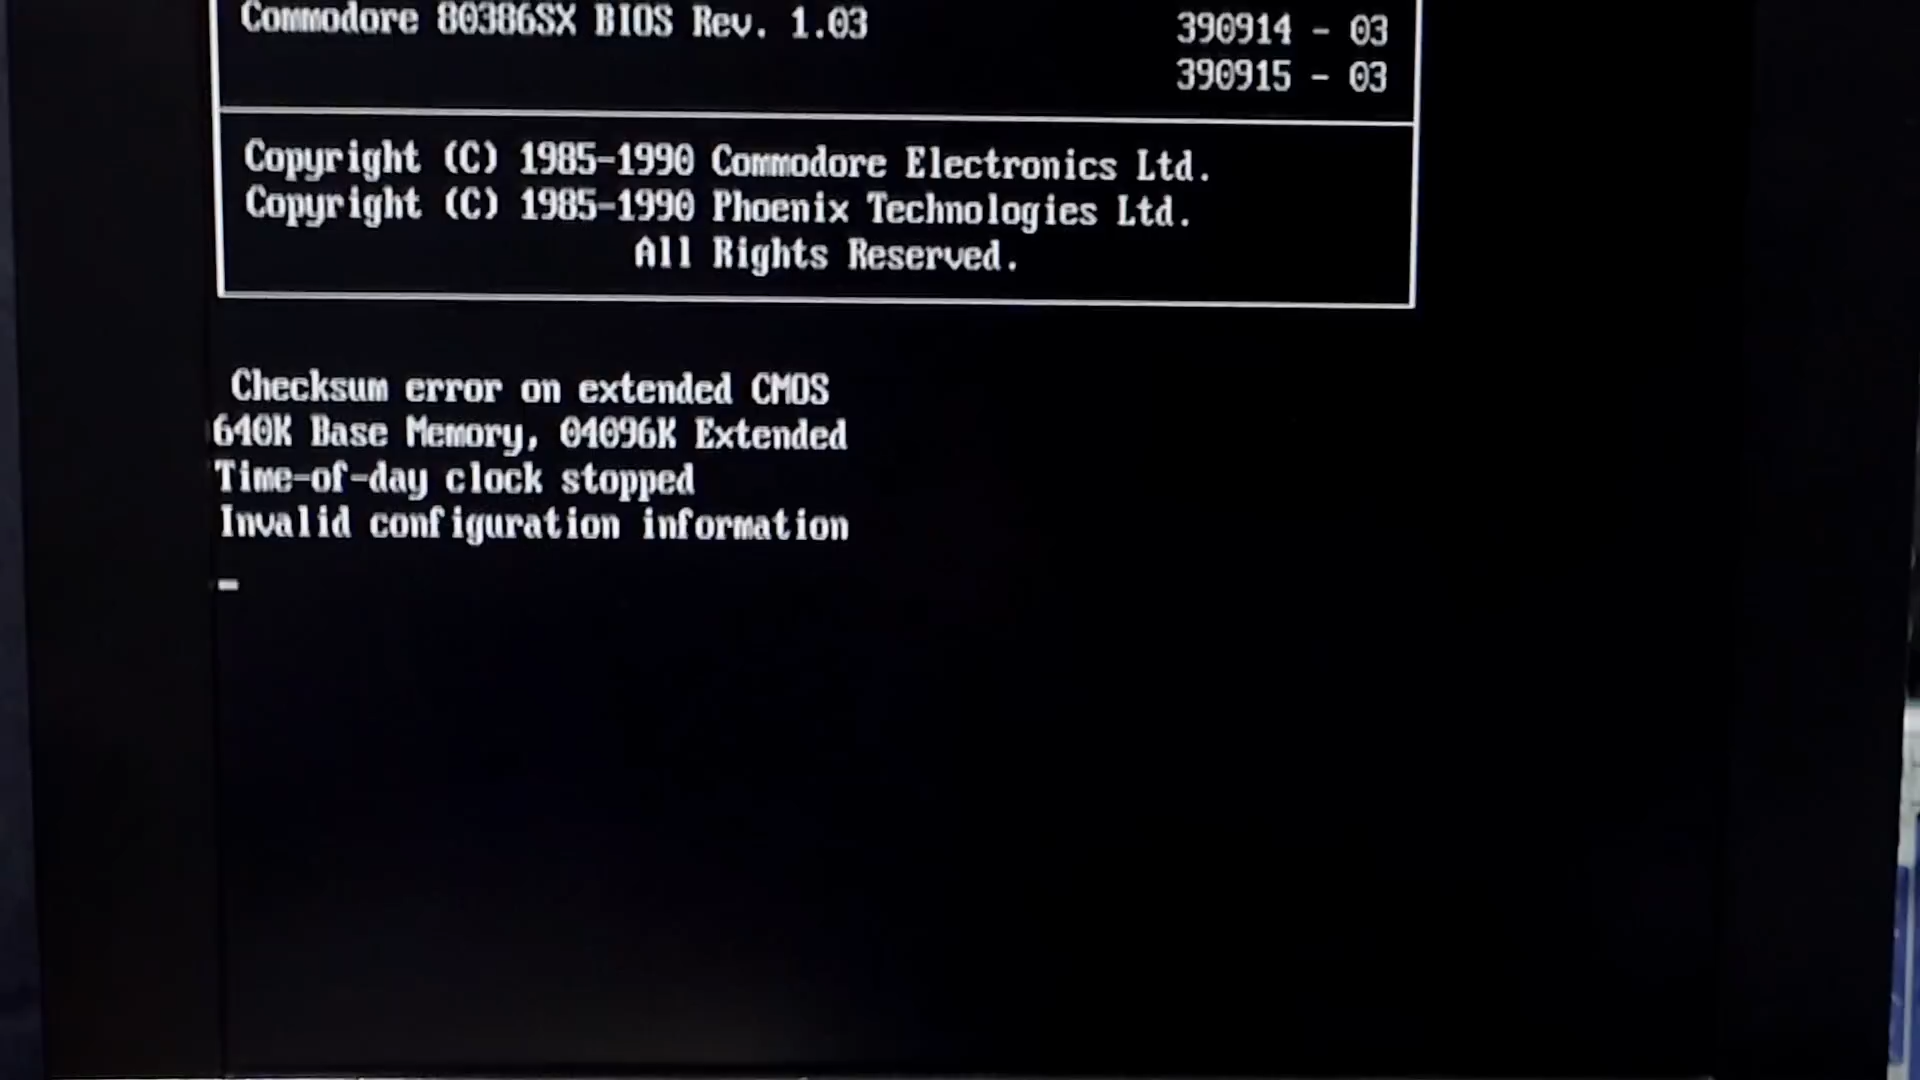 Commodore 80386SX BIOS Rev. 1.03
390914 - 03
390915 - 03
Copyright (C) 1985-1990 Commodore Electronics Ltd.
Copyright (C) 1985-1990 Phoenix Technologies Ltd.
All Rights Reserved.
Checksum error on extended CMOS
640K Base Memory, 04096K Extended
Time-of-day clock stopped
Invalid configuration information